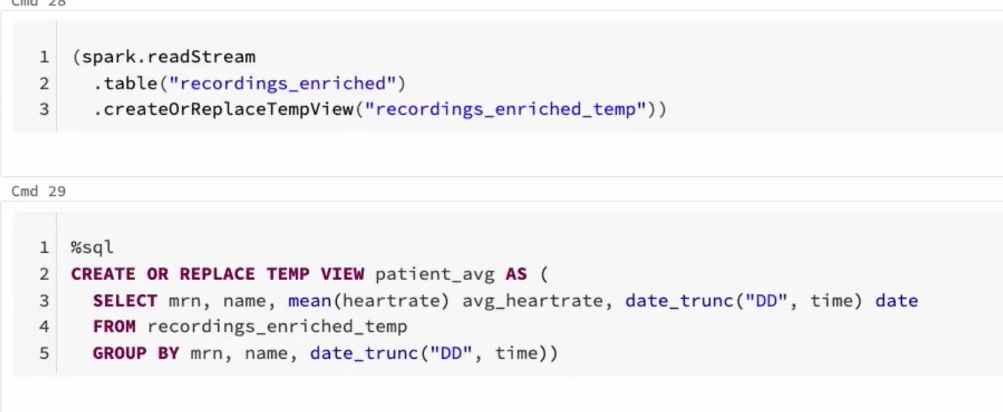 Cmd 28
1 (spark.readStream
2 .table("recordings_enriched")
3 .createOrReplaceTempView("recordings_enriched_temp"))
Cmd 29
1 %sql
2 CREATE OR REPLACE TEMP VIEW patient_avg AS (
3 SELECT mrn, name, mean(heartrate) avg_heartrate, date_trunc("DD", time) date
4 FROM recordings_enriched_temp
5 GROUP BY mrn, name, date_trunc("DD", time))